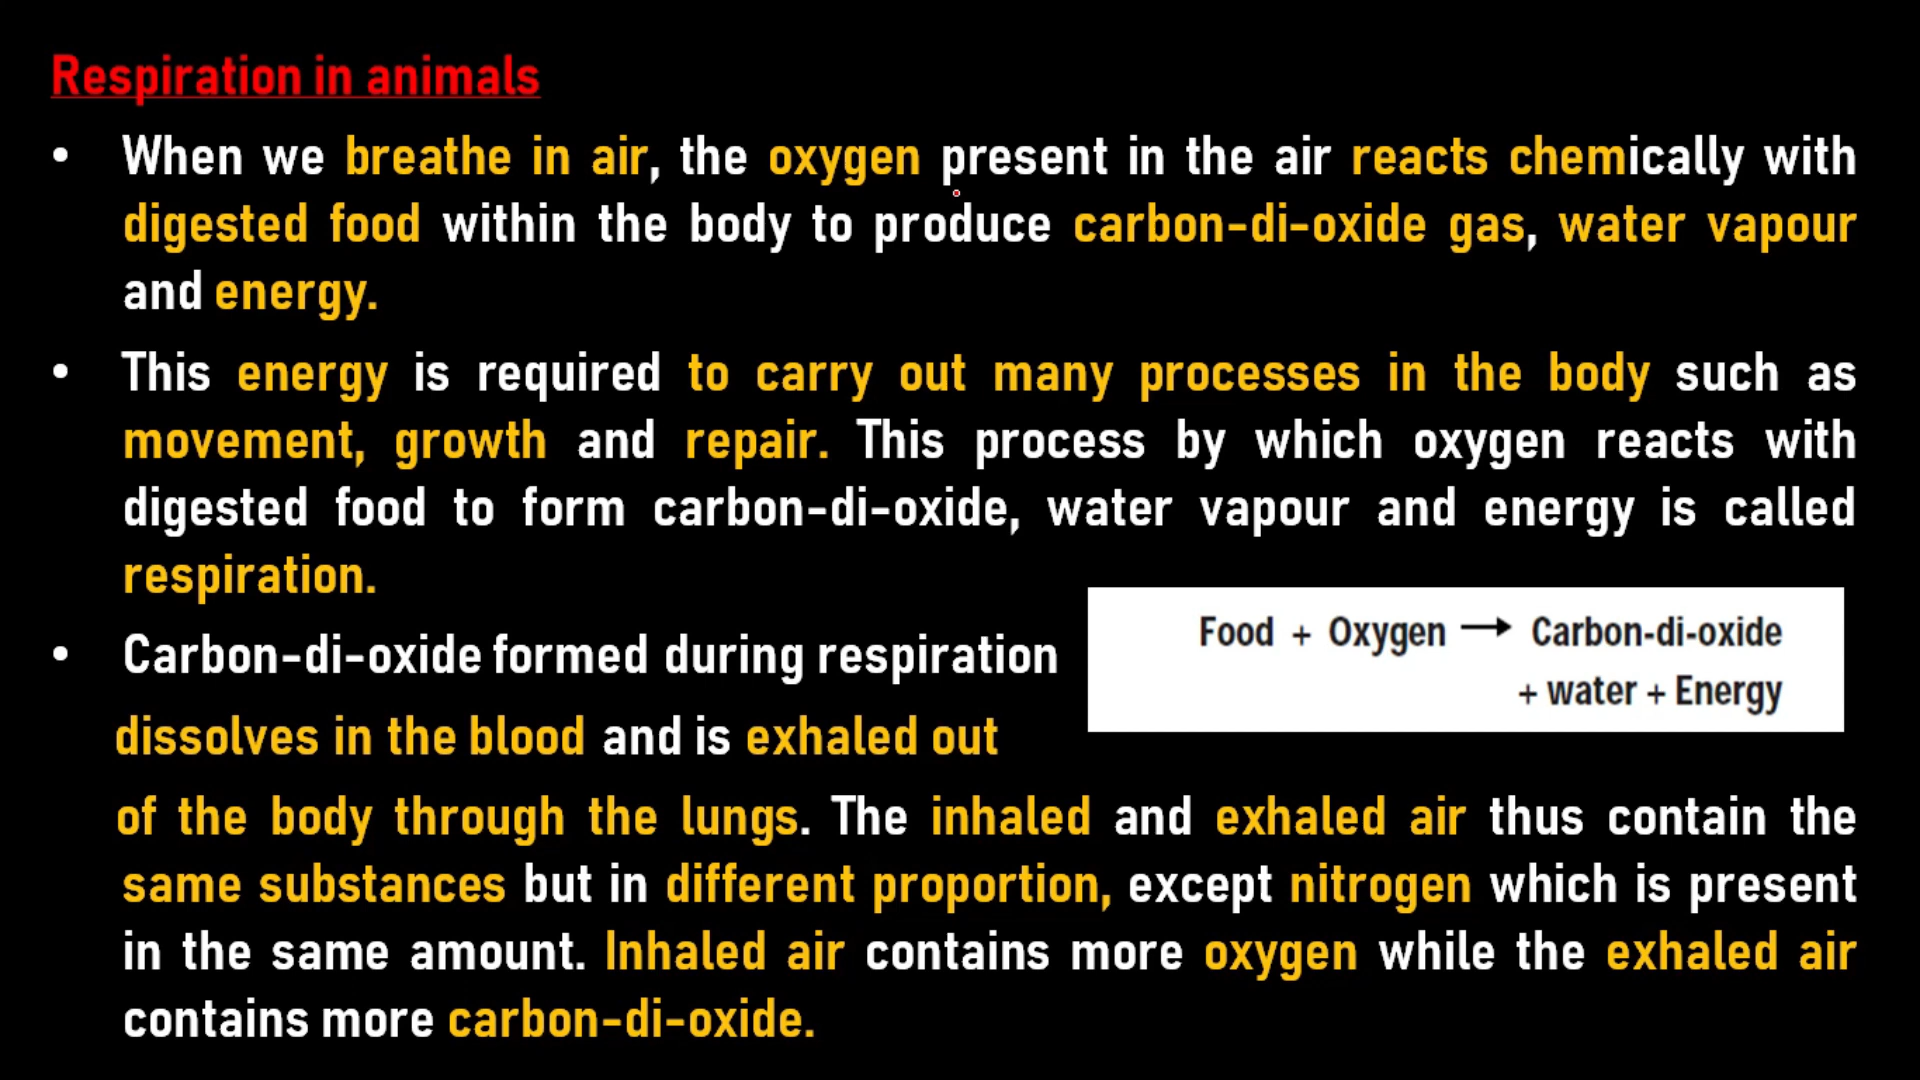 Respiration in animals
• When we breathe in air, the oxygen present in the air reacts chemically with
digested food within the body to produce carbon-di-oxide gas, water vapour
and energy.
• This energy is required to carry out many processes in the body such as
movement, growth and repair. This process by which oxygen reacts with
digested food to form carbon-di-oxide, water vapour and energy is called
respiration.
• Carbon-di-oxide formed during respiration
dissolves in the blood and is exhaled out
Food + Oxygen → Carbon-di-oxide
+ water + Energy
of the body through the lungs. The inhaled and exhaled air thus contain the
same substances but in different proportion, except nitrogen which is present
in the same amount. Inhaled air contains more oxygen while the exhaled air
contains more carbon-di-oxide.